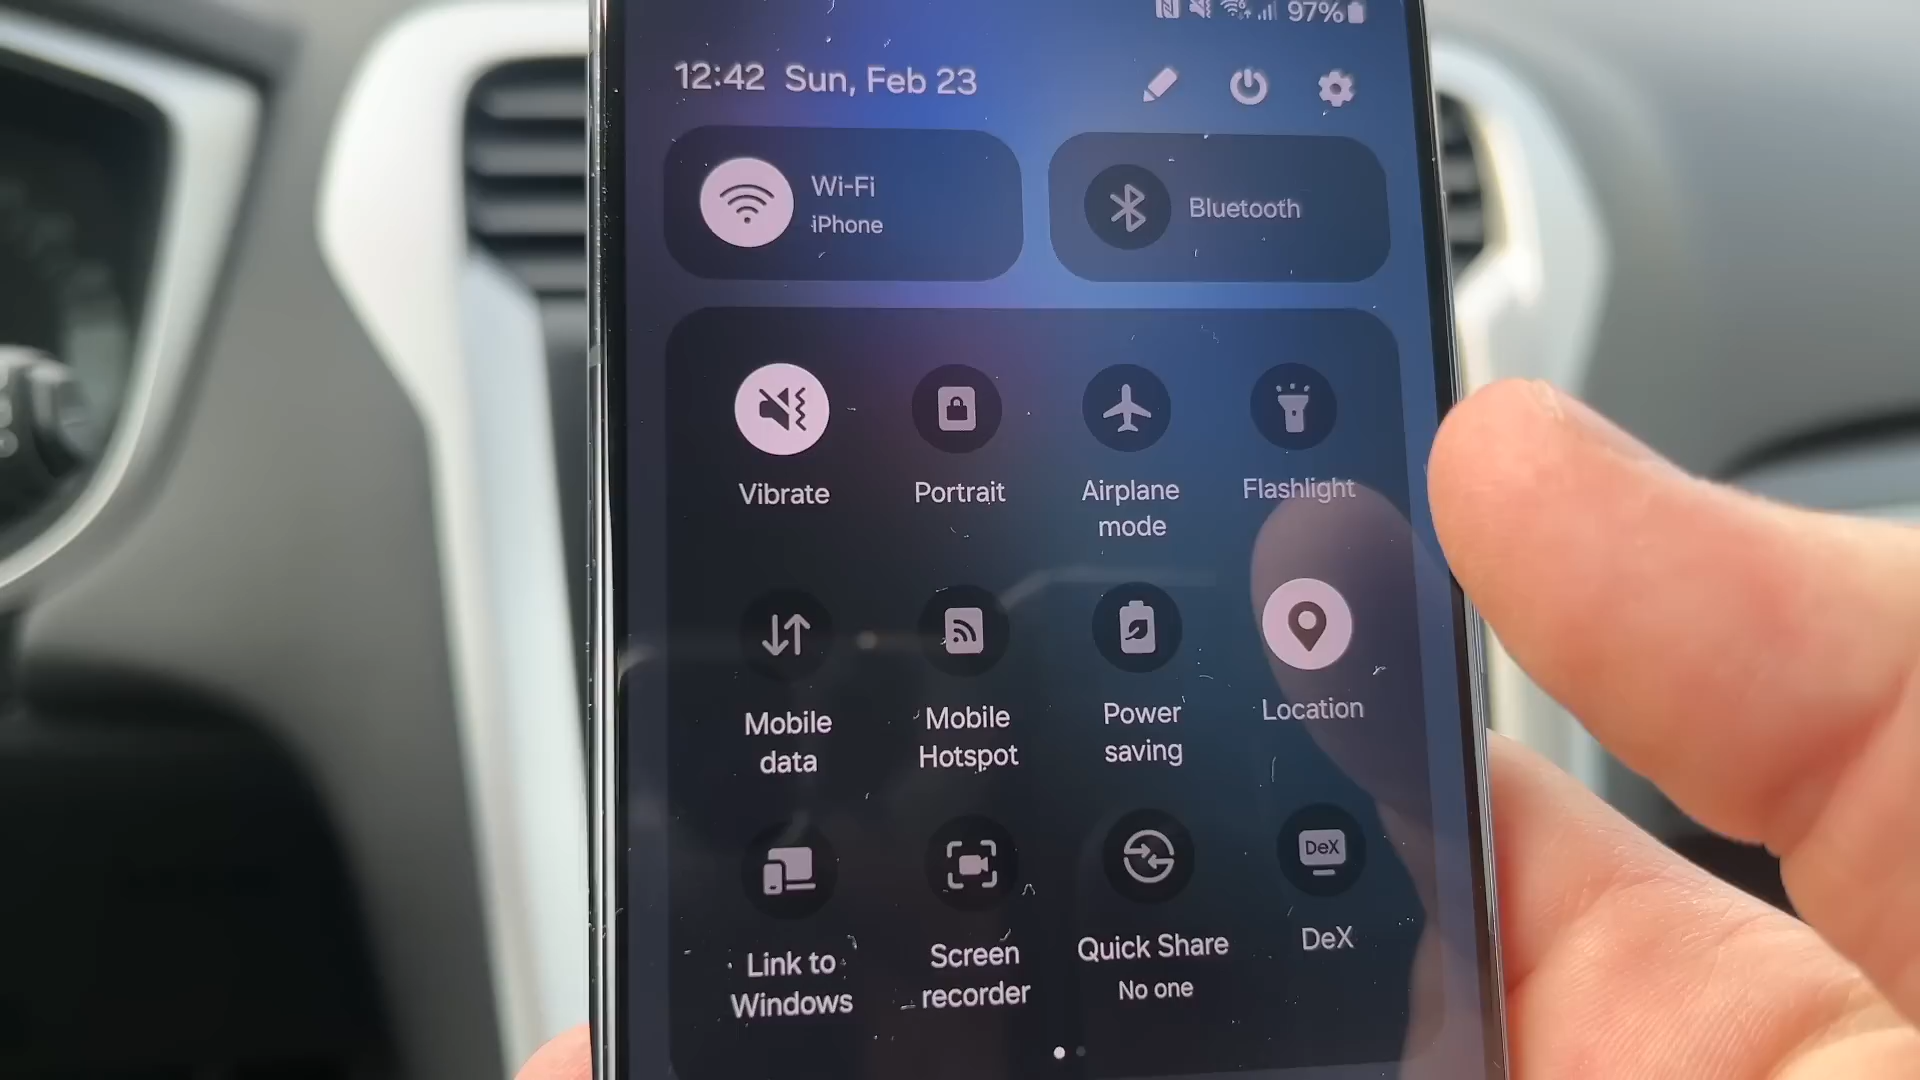 97%
12:42 Sun, Feb 23
Wi-Fi
iPhone
Bluetooth
Vibrate
Portrait
Airplane
mode
Flashlight
Mobile
data
Mobile
Hotspot
Power
saving
Location
Link to
Windows
Screen
recorder
Quick Share
No one
DeX
DeX